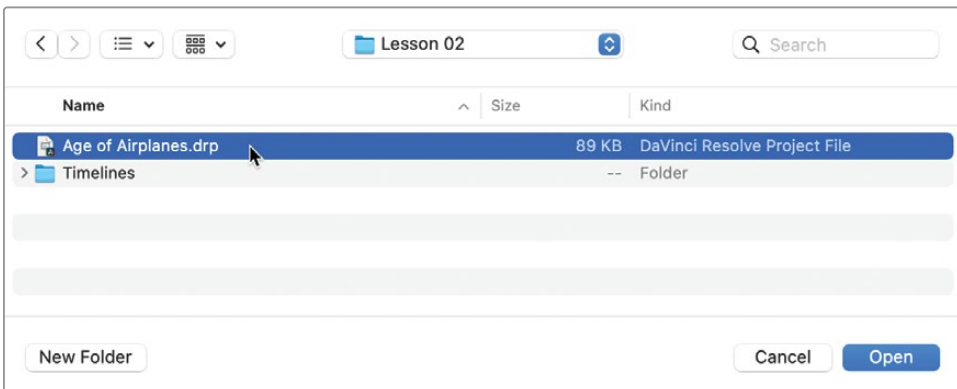 Lesson 02 Search
Name Size Kind
Age of Airplanes.drp 89 KB DaVinci Resolve Project File
Timelines -- Folder
New Folder Cancel Open